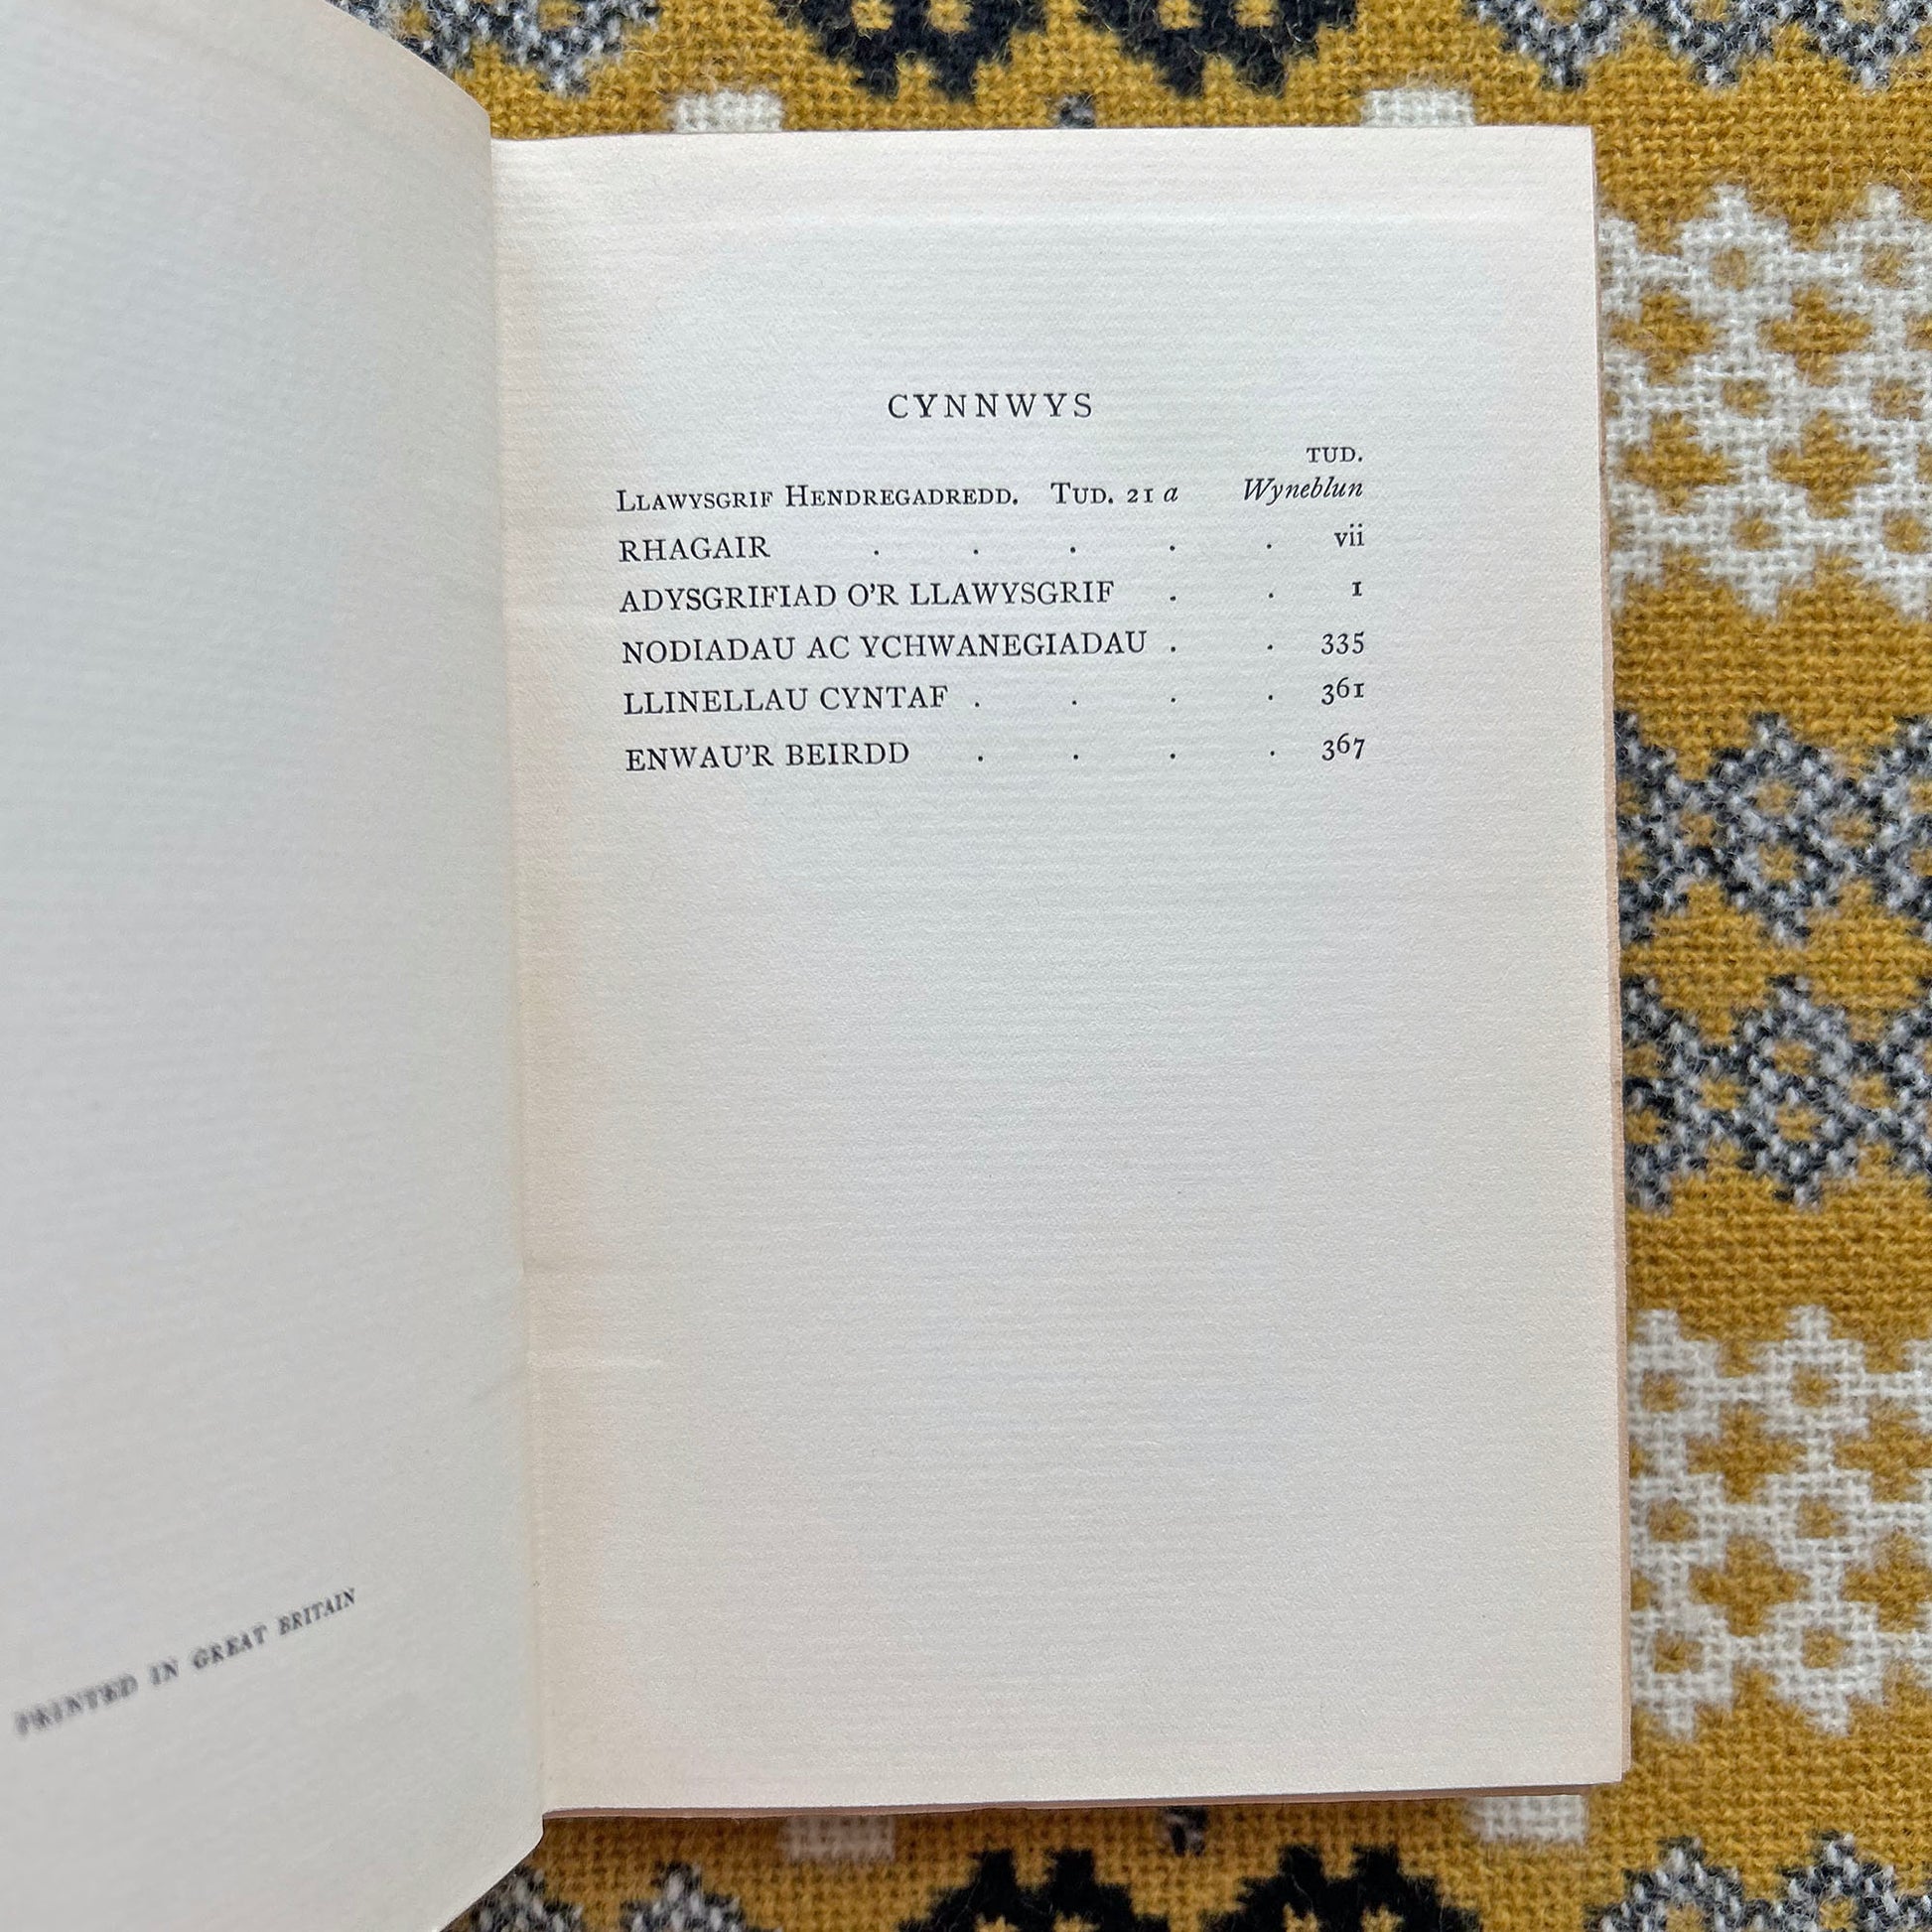 PRINTED IN GREAT BRITAIN
CYNNWYS
TUD.
LLAWYSGRIF HENDREGADREDD. TUD. 21 a Wyneblun
RHAGAIR . . . . . vii
ADYSGRIFIAD O'R LLAWYSGRIF . . 1
NODIADAU AC YCHWANEGIADAU . . 335
LLINELLAU CYNTAF . . . . 361
ENWAU'R BEIRDD . . . . 367